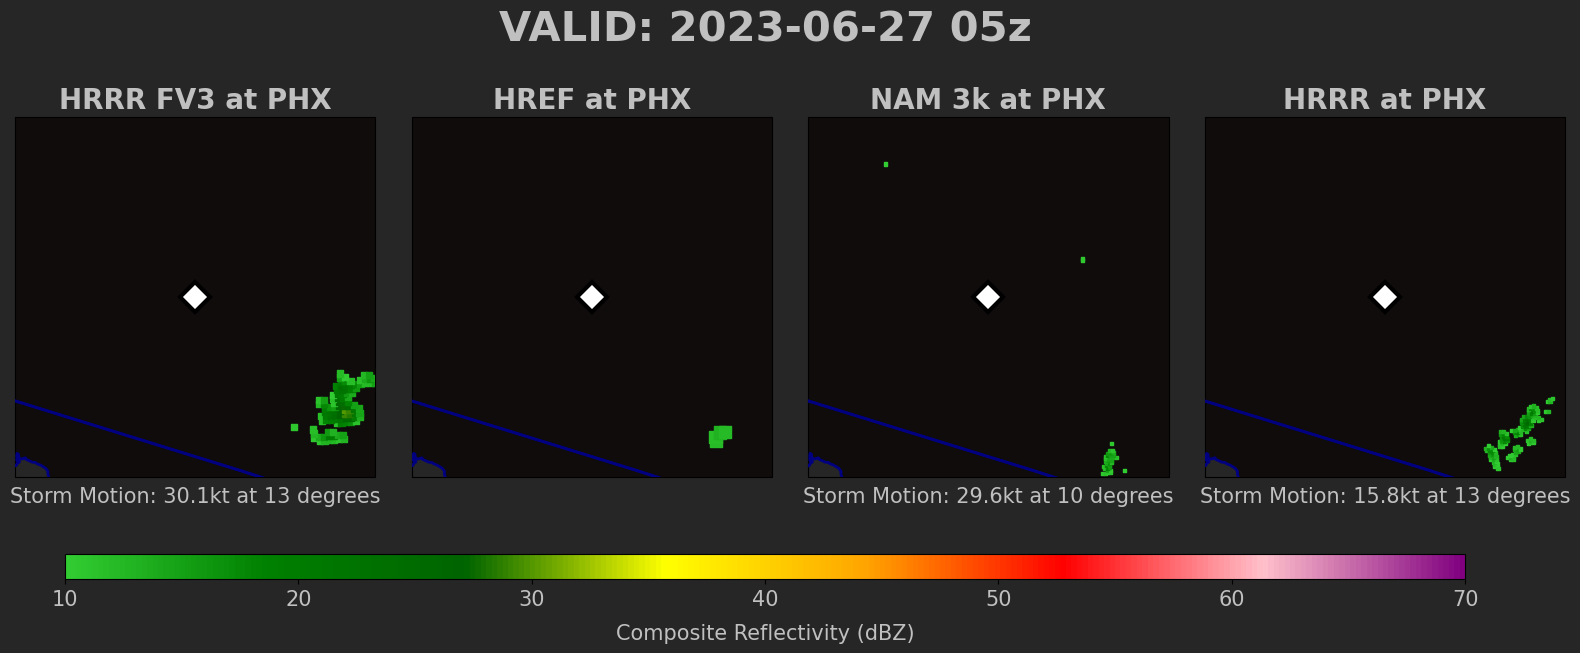 VALID: 2023-06-27 05z
HRRR FV3 at PHX
HREF at PHX
NAM 3k at PHX
HRRR at PHX
Storm Motion: 30.1kt at 13 degrees
Storm Motion: 29.6kt at 10 degrees
Storm Motion: 15.8kt at 13 degrees
10 20 30 40 50 60 70
Composite Reflectivity (dBZ)